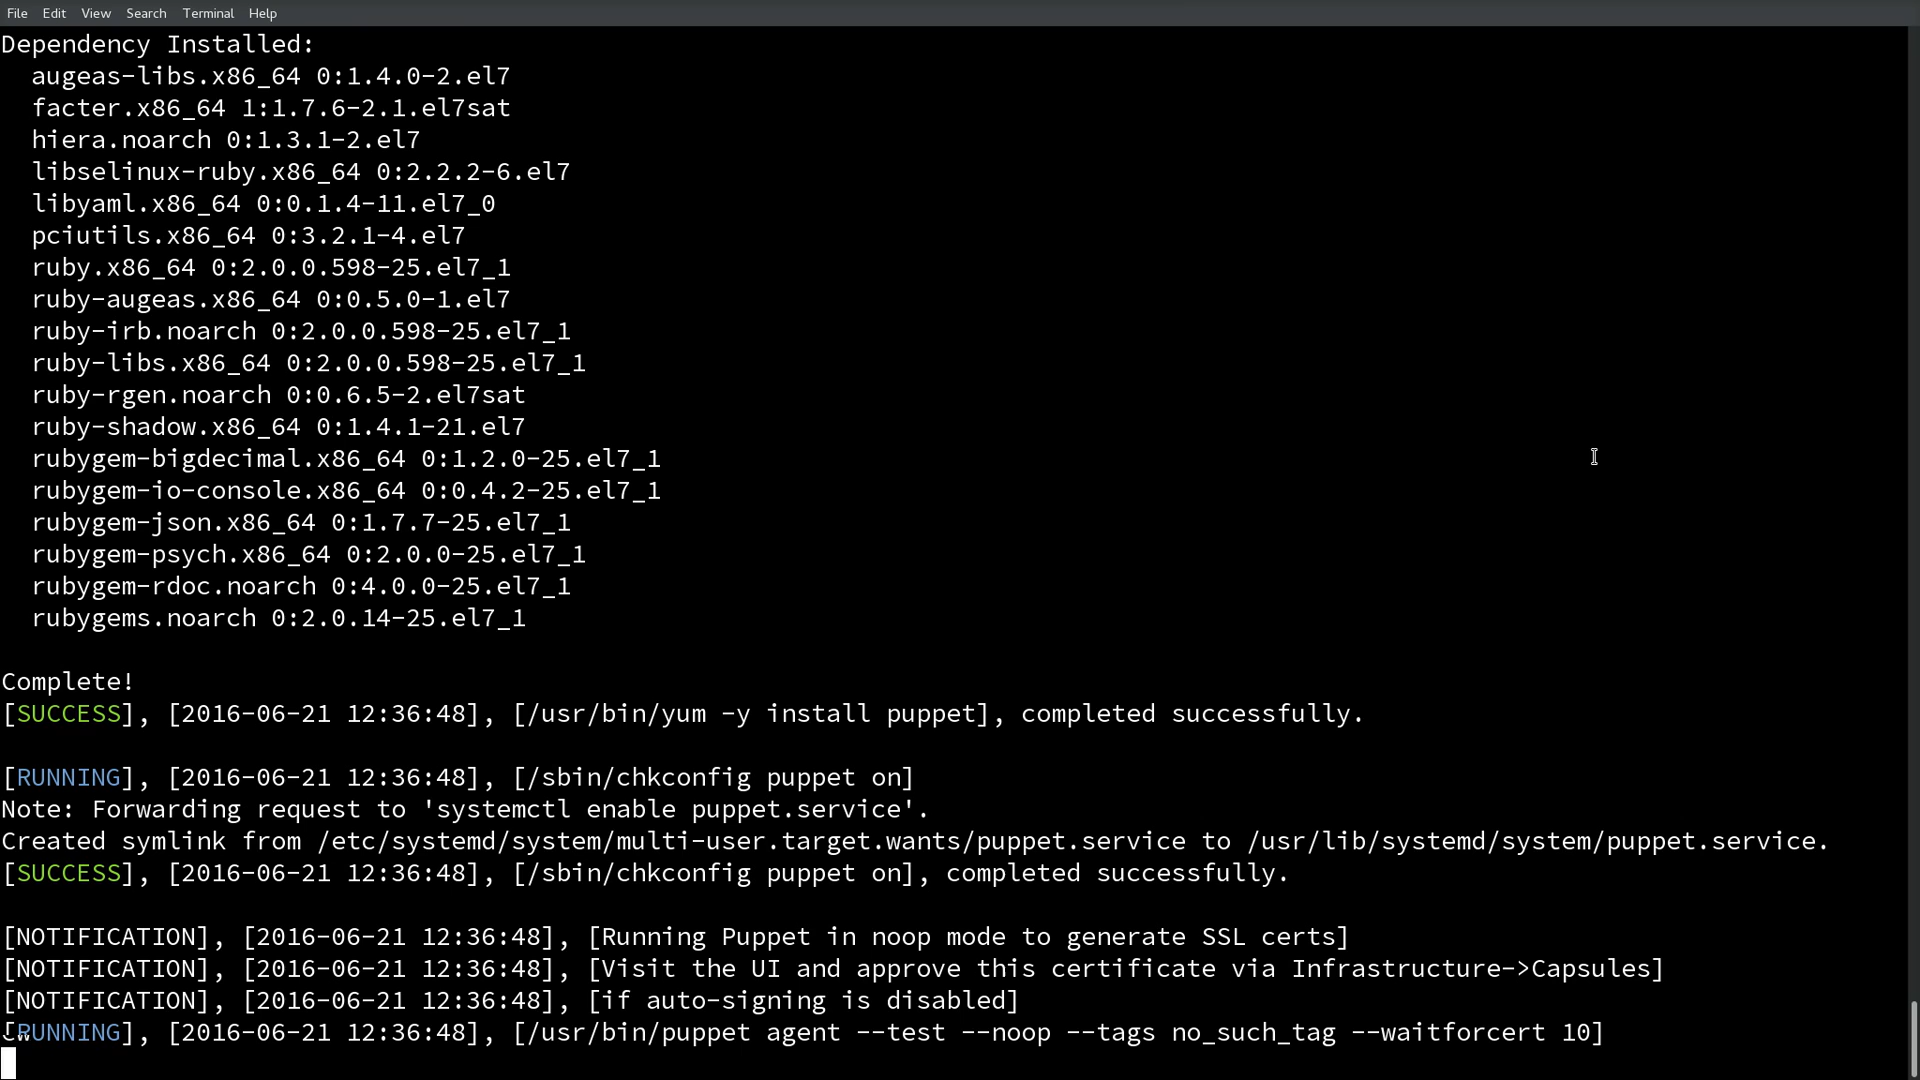 File Edit View Search Terminal Help
Dependency Installed:
  augeas-libs.x86_64 0:1.4.0-2.el7
  facter.x86_64 1:1.7.6-2.1.el7sat
  hiera.noarch 0:1.3.1-2.el7
  libselinux-ruby.x86_64 0:2.2.2-6.el7
  libyaml.x86_64 0:0.1.4-11.el7_0
  pciutils.x86_64 0:3.2.1-4.el7
  ruby.x86_64 0:2.0.0.598-25.el7_1
  ruby-augeas.x86_64 0:0.5.0-1.el7
  ruby-irb.noarch 0:2.0.0.598-25.el7_1
  ruby-libs.x86_64 0:2.0.0.598-25.el7_1
  ruby-rgen.noarch 0:0.6.5-2.el7sat
  ruby-shadow.x86_64 0:1.4.1-21.el7
  rubygem-bigdecimal.x86_64 0:1.2.0-25.el7_1
  rubygem-io-console.x86_64 0:0.4.2-25.el7_1
  rubygem-json.x86_64 0:1.7.7-25.el7_1
  rubygem-psych.x86_64 0:2.0.0-25.el7_1
  rubygem-rdoc.noarch 0:4.0.0-25.el7_1
  rubygems.noarch 0:2.0.14-25.el7_1

Complete!
[SUCCESS], [2016-06-21 12:36:48], [/usr/bin/yum -y install puppet], completed successfully.

[RUNNING], [2016-06-21 12:36:48], [/sbin/chkconfig puppet on]
Note: Forwarding request to 'systemctl enable puppet.service'.
Created symlink from /etc/systemd/system/multi-user.target.wants/puppet.service to /usr/lib/systemd/system/puppet.service.
[SUCCESS], [2016-06-21 12:36:48], [/sbin/chkconfig puppet on], completed successfully.

[NOTIFICATION], [2016-06-21 12:36:48], [Running Puppet in noop mode to generate SSL certs]
[NOTIFICATION], [2016-06-21 12:36:48], [Visit the UI and approve this certificate via Infrastructure->Capsules]
[NOTIFICATION], [2016-06-21 12:36:48], [if auto-signing is disabled]
[RUNNING], [2016-06-21 12:36:48], [/usr/bin/puppet agent --test --noop --tags no_such_tag --waitforcert 10]